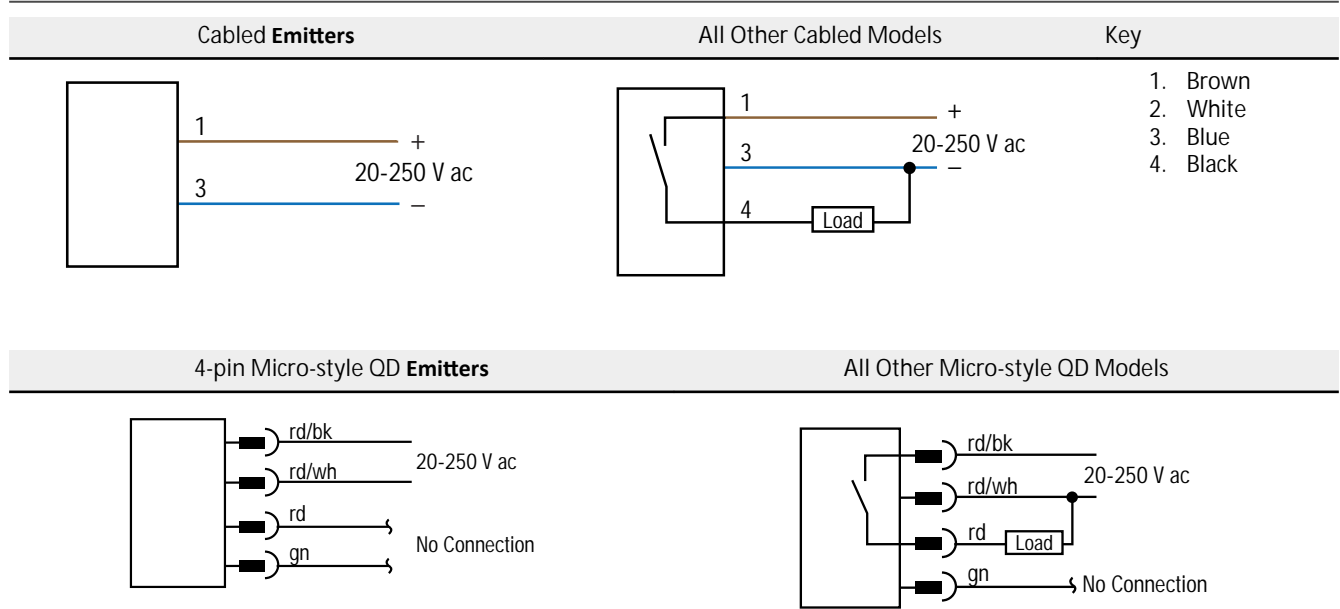 Cabled Emitters
All Other Cabled Models
Key
1
+
20-250 V ac
3
−
1
+
20-250 V ac
3
−
4
Load
1. Brown
2. White
3. Blue
4. Black
4-pin Micro-style QD Emitters
All Other Micro-style QD Models
rd/bk
20-250 V ac
rd/wh
rd
No Connection
gn
rd/bk
20-250 V ac
rd/wh
rd
Load
gn
No Connection